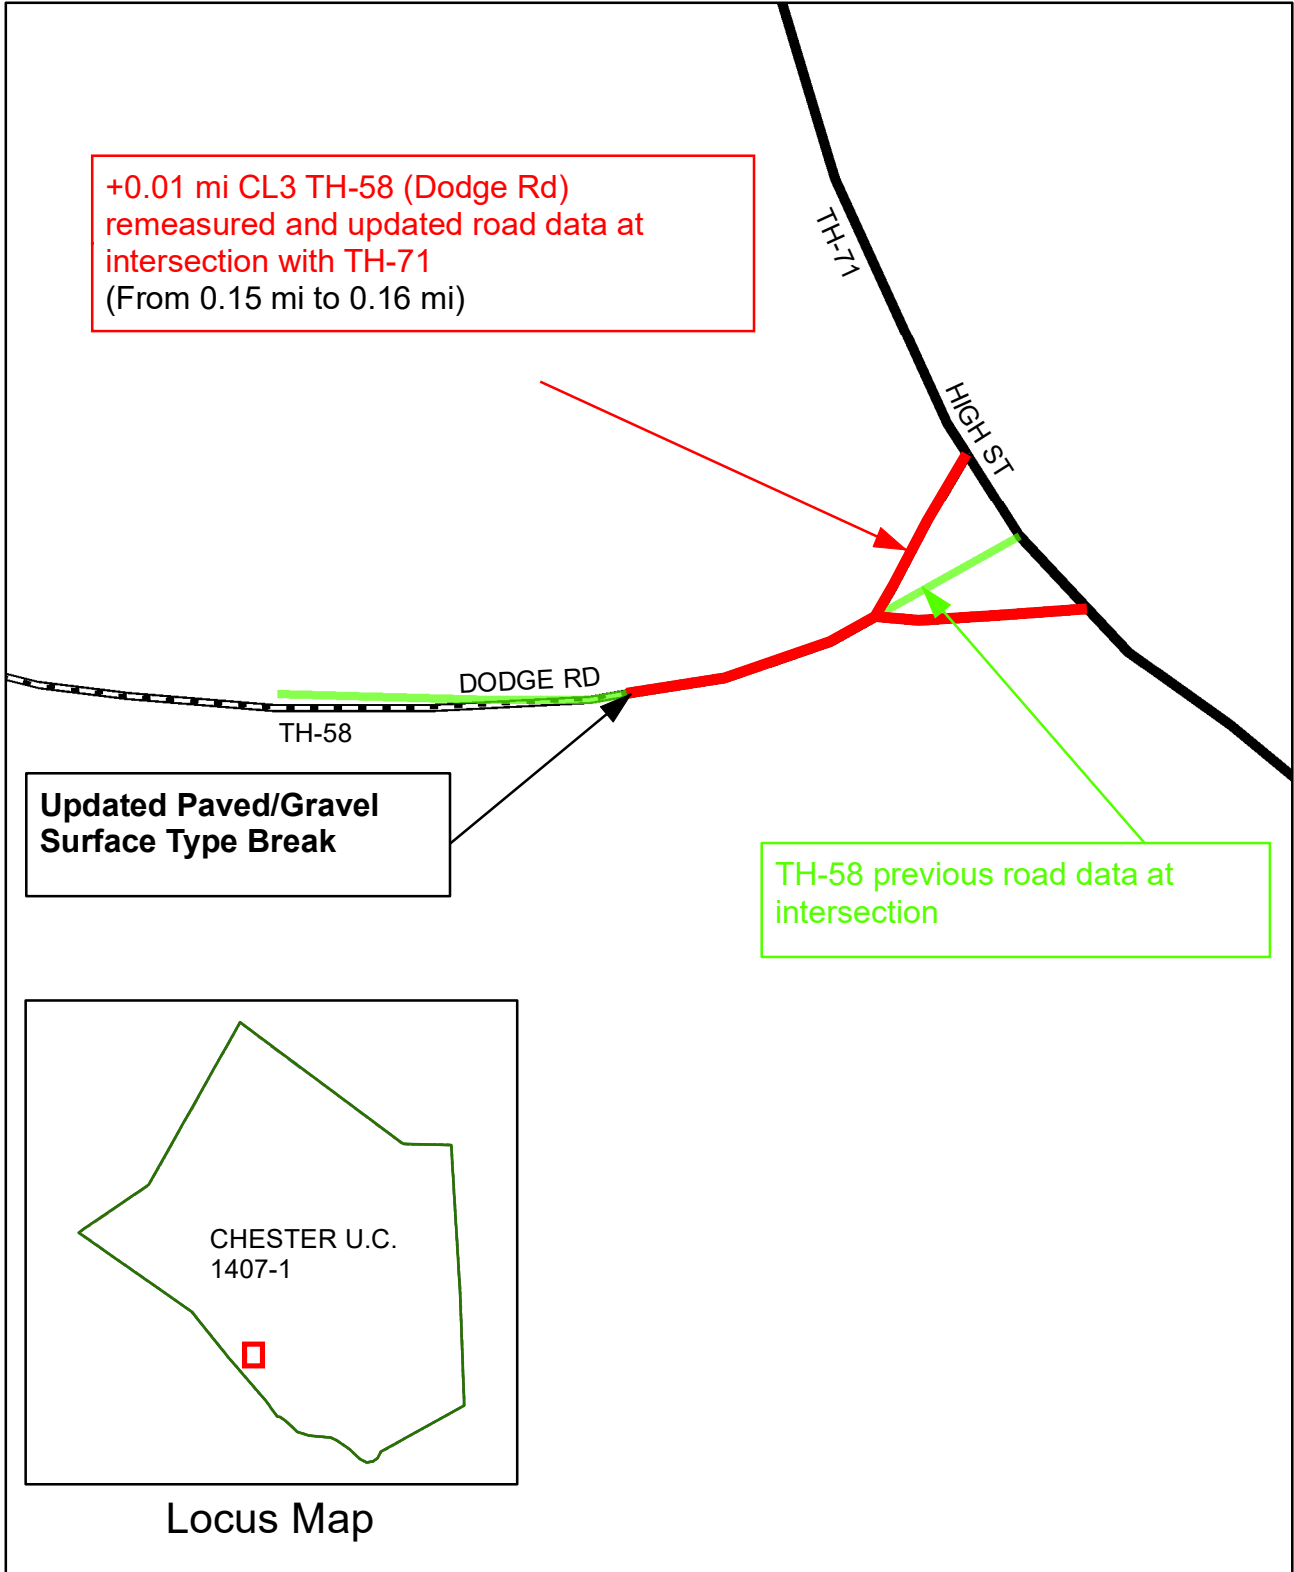 +0.01 mi CL3 TH-58 (Dodge Rd)
remeasured and updated road data at
intersection with TH-71
(From 0.15 mi to 0.16 mi)
TH-71
HIGH ST
DODGE RD
TH-58
Updated Paved/Gravel
Surface Type Break
TH-58 previous road data at
intersection
CHESTER U.C.
1407-1
Locus Map